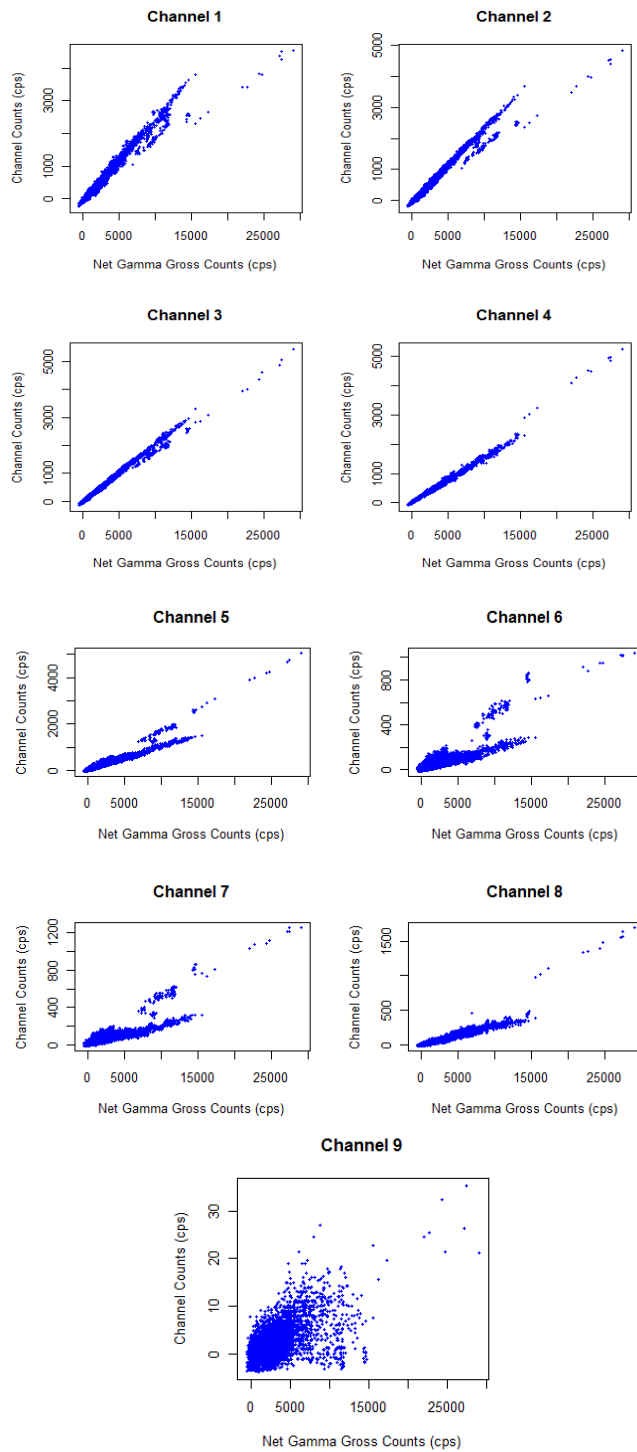 Channel 1
Channel Counts (cps)
3000
1000
0
0 5000 15000 25000
Net Gamma Gross Counts (cps)
Channel 2
Channel Counts (cps)
5000
3000
1000
0
0 5000 15000 25000
Net Gamma Gross Counts (cps)
Channel 3
Channel Counts (cps)
5000
3000
1000
0
0 5000 15000 25000
Net Gamma Gross Counts (cps)
Channel 4
Channel Counts (cps)
5000
3000
1000
0
0 5000 15000 25000
Net Gamma Gross Counts (cps)
Channel 5
Channel Counts (cps)
4000
2000
0
0 5000 15000 25000
Net Gamma Gross Counts (cps)
Channel 6
Channel Counts (cps)
800
400
0
0 5000 15000 25000
Net Gamma Gross Counts (cps)
Channel 7
Channel Counts (cps)
1200
800
400
0
0 5000 15000 25000
Net Gamma Gross Counts (cps)
Channel 8
Channel Counts (cps)
1500
500
0
0 5000 15000 25000
Net Gamma Gross Counts (cps)
Channel 9
Channel Counts (cps)
30
20
10
0
0 5000 15000 25000
Net Gamma Gross Counts (cps)